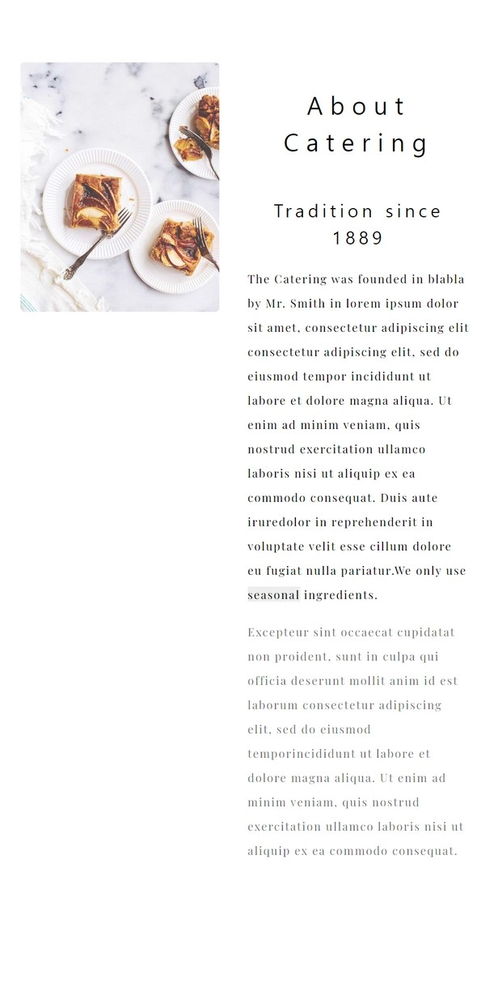 About
Catering
Tradition since
1889
The Catering was founded in blabla
by Mr. Smith in lorem ipsum dolor
sit amet, consectetur adipiscing elit
consectetur adipiscing elit, sed do
eiusmod tempor incididunt ut
labore et dolore magna aliqua. Ut
enim ad minim veniam, quis
nostrud exercitation ullamco
laboris nisi ut aliquip ex ea
commodo consequat. Duis aute
iruredolor in reprehenderit in
voluptate velit esse cillum dolore
eu fugiat nulla pariatur.We only use
seasonal ingredients.
Excepteur sint occaecat cupidatat
non proident, sunt in culpa qui
officia deserunt mollit anim id est
laborum consectetur adipiscing
elit, sed do eiusmod
temporincididunt ut labore et
dolore magna aliqua. Ut enim ad
minim veniam, quis nostrud
exercitation ullamco laboris nisi ut
aliquip ex ea commodo consequat.